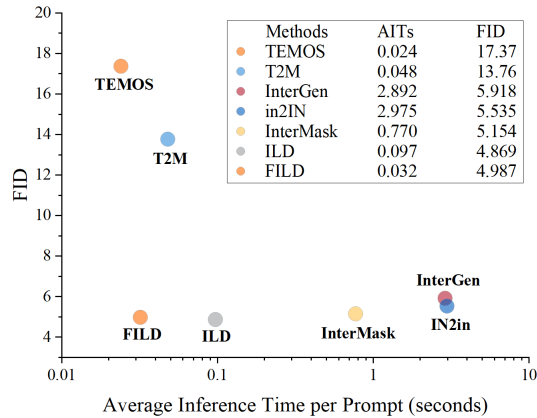 20
Methods AITs FID
TEMOS 0.024 17.37
T2M 0.048 13.76
InterGen 2.892 5.918
in2IN 2.975 5.535
InterMask 0.770 5.154
ILD 0.097 4.869
FILD 0.032 4.987
18
TEMOS
16
14
T2M
12
FID
10
8
InterGen
6
FILD
ILD
InterMask
IN2in
4
0.01 0.1 1 10
Average Inference Time per Prompt (seconds)